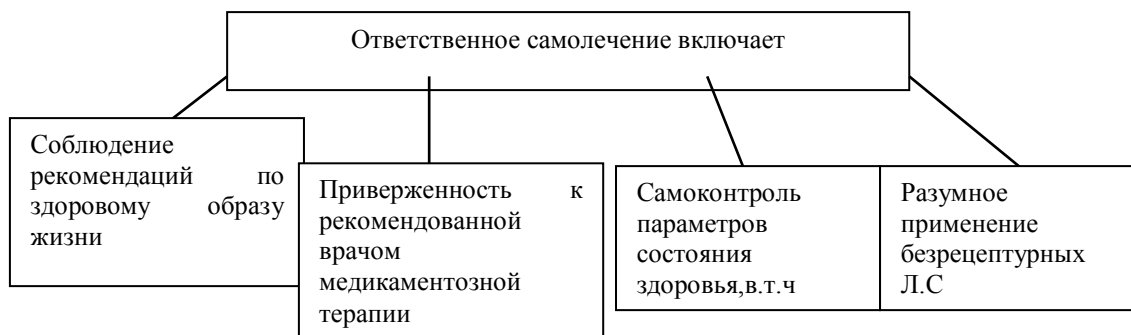 Ответственное самолечение включает
Соблюдение
рекомендаций по
здоровому образу
жизни
Приверженность к
рекомендованной
врачом
медикаментозной
терапии
Самоконтроль
параметров
состояния
здоровья,в.т.ч
Разумное
применение
безрецептурных
Л.С